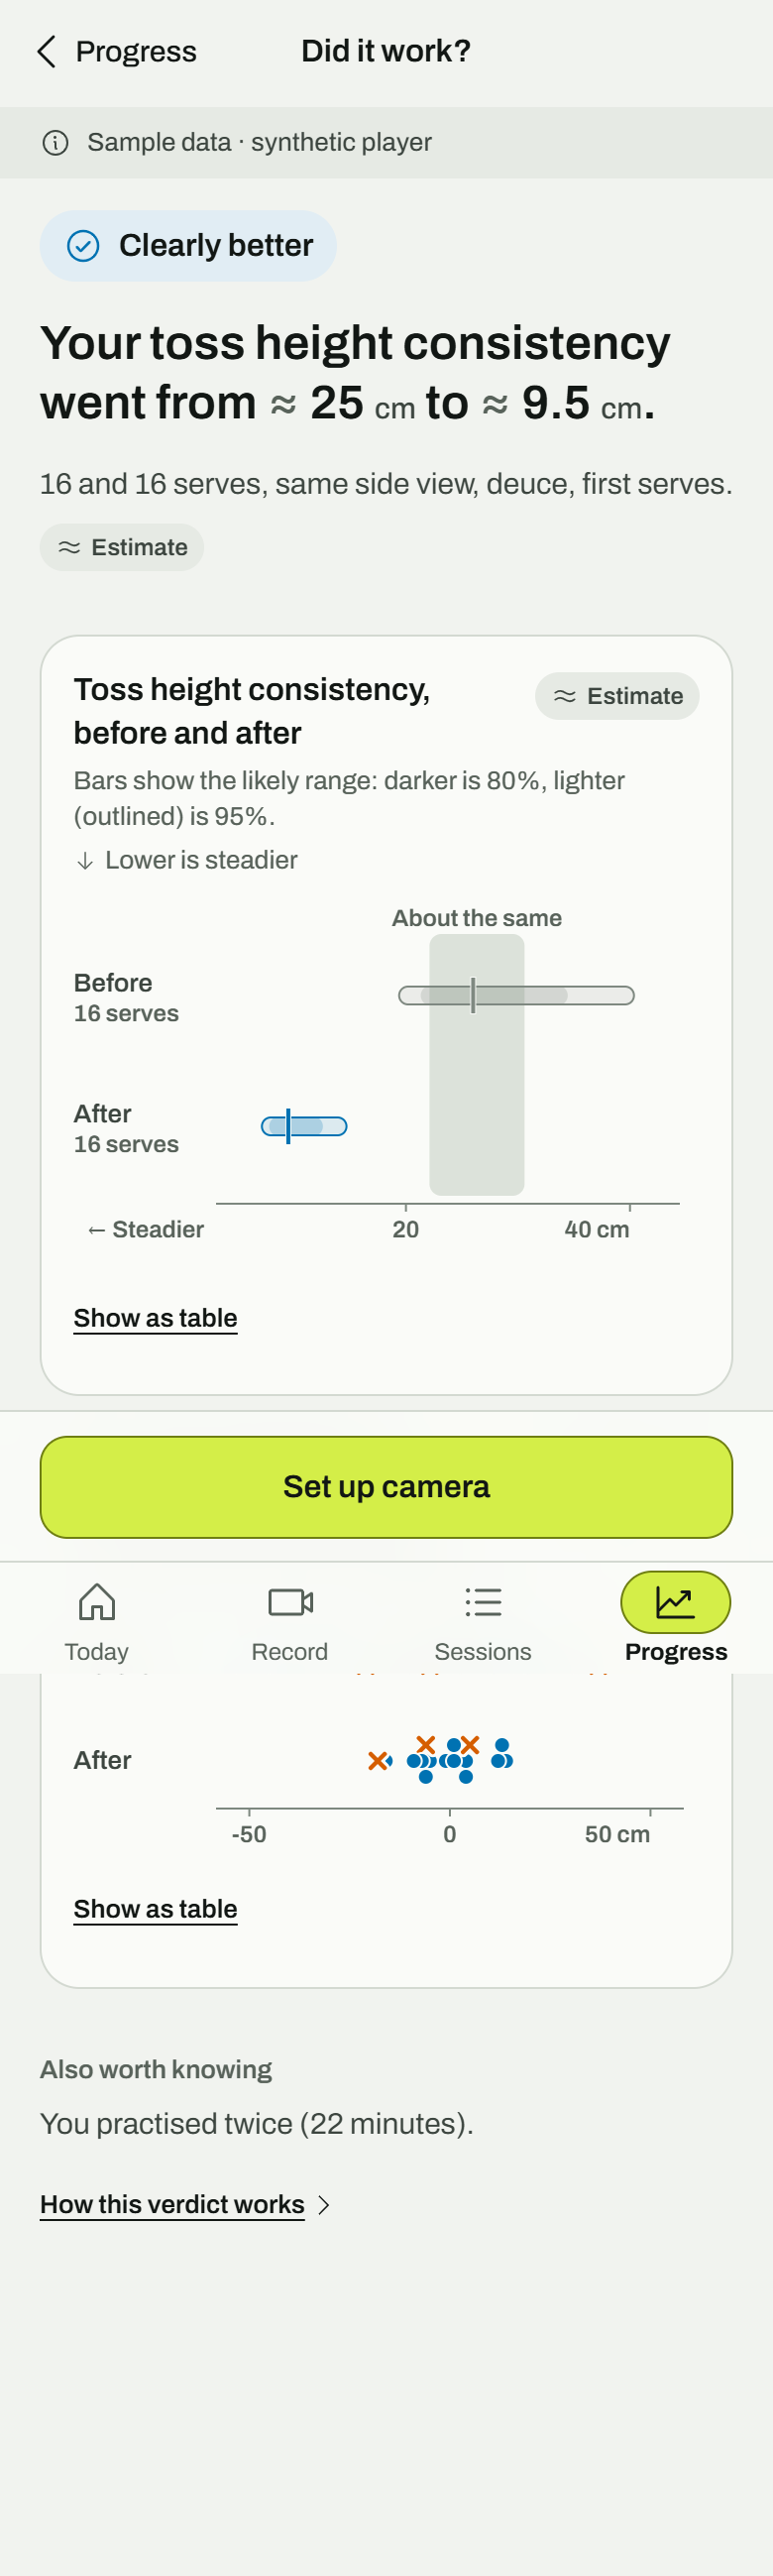 Progress
Did it work?
Sample data · synthetic player
Clearly better
Your toss height consistency
went from ≈ 25 cm to ≈ 9.5 cm.
16 and 16 serves, same side view, deuce, first serves.
Estimate
Toss height consistency,
before and after
Estimate
Bars show the likely range: darker is 80%, lighter
(outlined) is 95%.
↓ Lower is steadier
About the same
Before
16 serves
After
16 serves
← Steadier
20
40 cm
Show as table
Set up camera
Today
Record
Sessions
Progress
After
-50
0
50 cm
Show as table
Also worth knowing
You practised twice (22 minutes).
How this verdict works